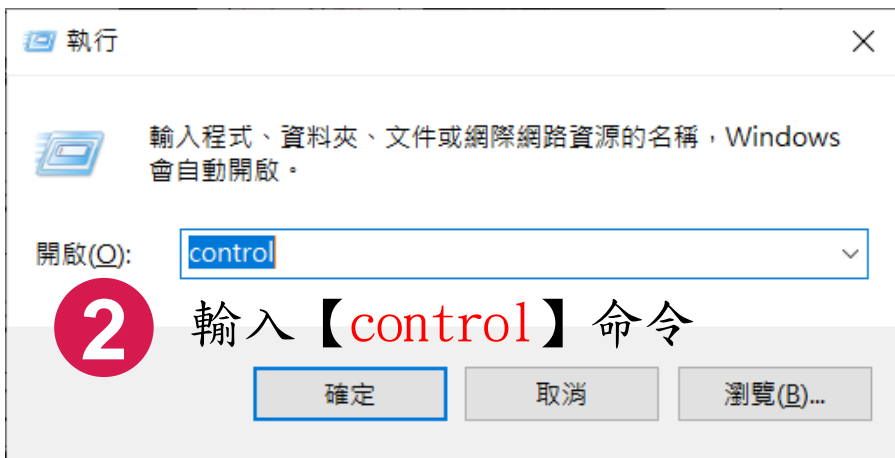 執行
輸入程式、資料夾、文件或網際網路資源的名稱，Windows
會自動開啟。
開啟(O): control
2 輸入【control】命令
確定 取消 瀏覽(B)...